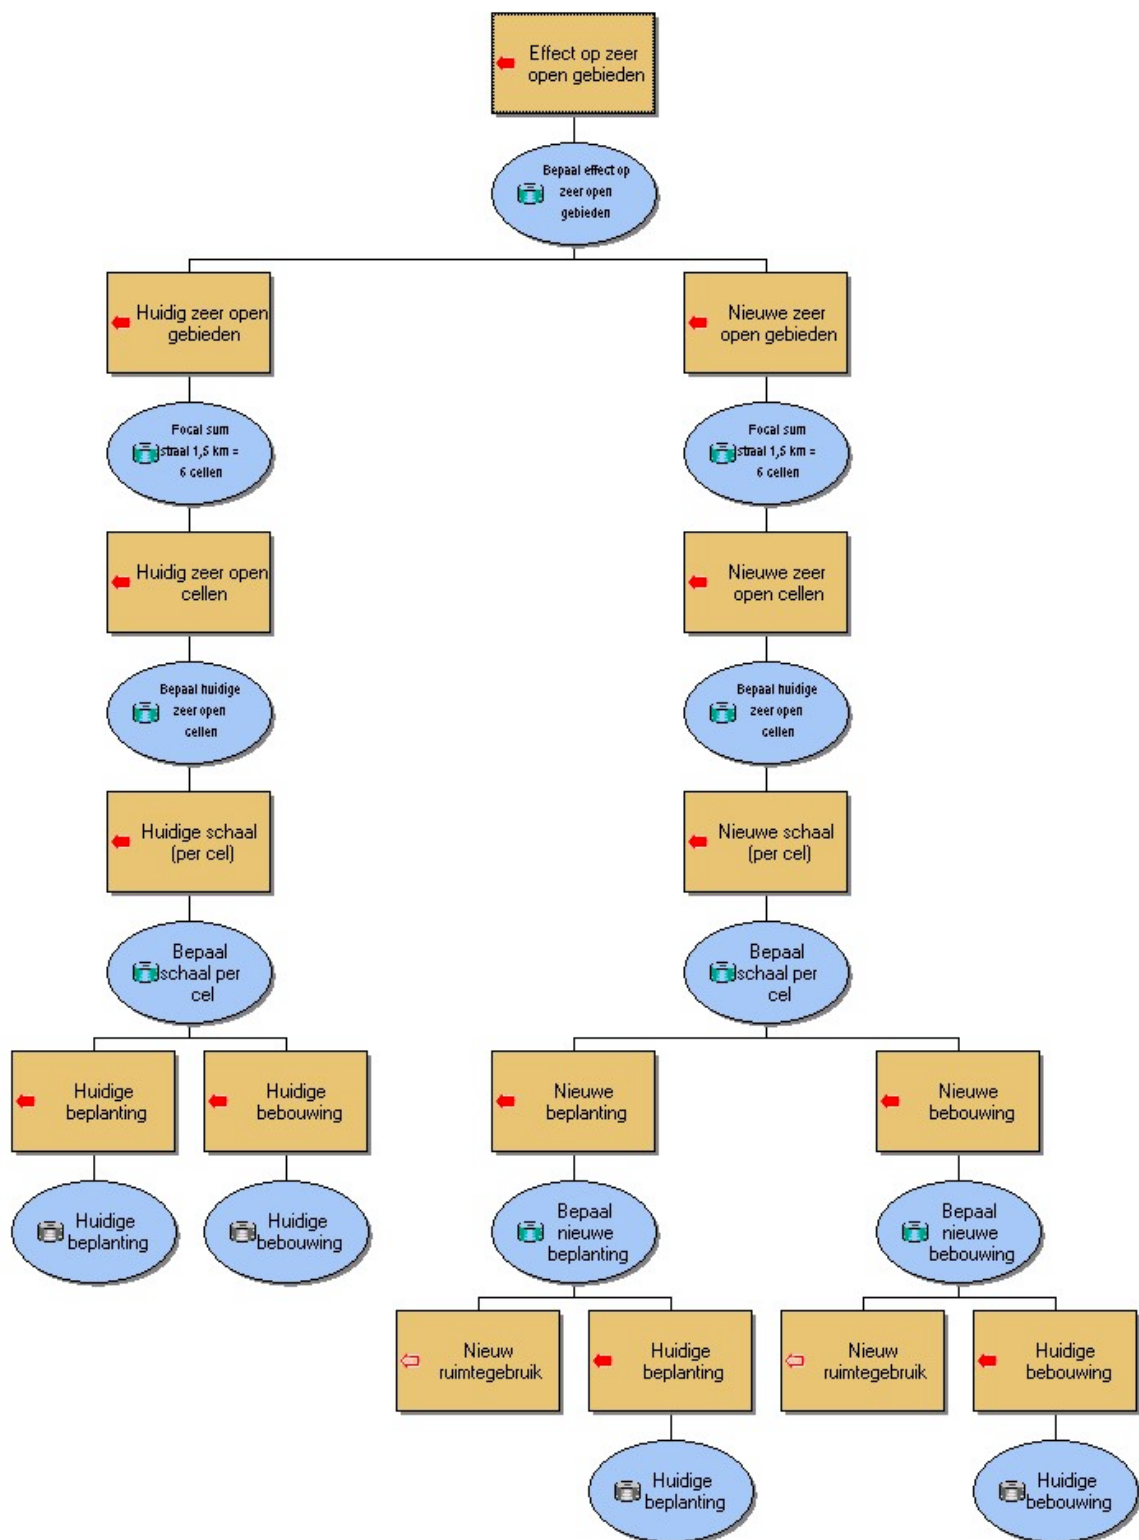 Effect op zeer
open gebieden
Bepaal effect op
zeer open
gebieden
Huidig zeer open
gebieden
Nieuwe zeer
open gebieden
Focal sum
straal 1,5 km =
6 cellen
Focal sum
straal 1,5 km =
6 cellen
Huidig zeer open
cellen
Nieuwe zeer
open cellen
Bepaal huidige
zeer open
cellen
Bepaal huidige
zeer open
cellen
Huidige schaal
(per cel)
Nieuwe schaal
(per cel)
Bepaal
schaal per
cel
Bepaal
schaal per
cel
Huidige
beplanting
Huidige
bebouwing
Nieuwe
beplanting
Nieuwe
bebouwing
Huidige
beplanting
Huidige
bebouwing
Bepaal
nieuwe
beplanting
Bepaal
nieuwe
bebouwing
Nieuw
ruimtegebruik
Huidige
beplanting
Nieuw
ruimtegebruik
Huidige
bebouwing
Huidige
beplanting
Huidige
bebouwing